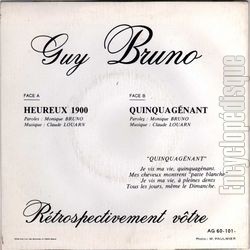 Guy Bruno
FACE A
HEUREUX 1900
Paroles : Monique BRUNO
Musique : Claude LOUARN
FACE B
QUINQUAGÉNANT
Paroles : Monique BRUNO
Musique : Claude LOUARN
"QUINQUAGÉNANT"
Je vis ma vie, quinquagénant.
Mes cheveux montrent "patte blanche"
Je vis ma vie, à pleines dents
Tous les jours, même le Dimanche.
Rétrospectivement vôtre
AG 60-101
Photo : M. PAULMIER